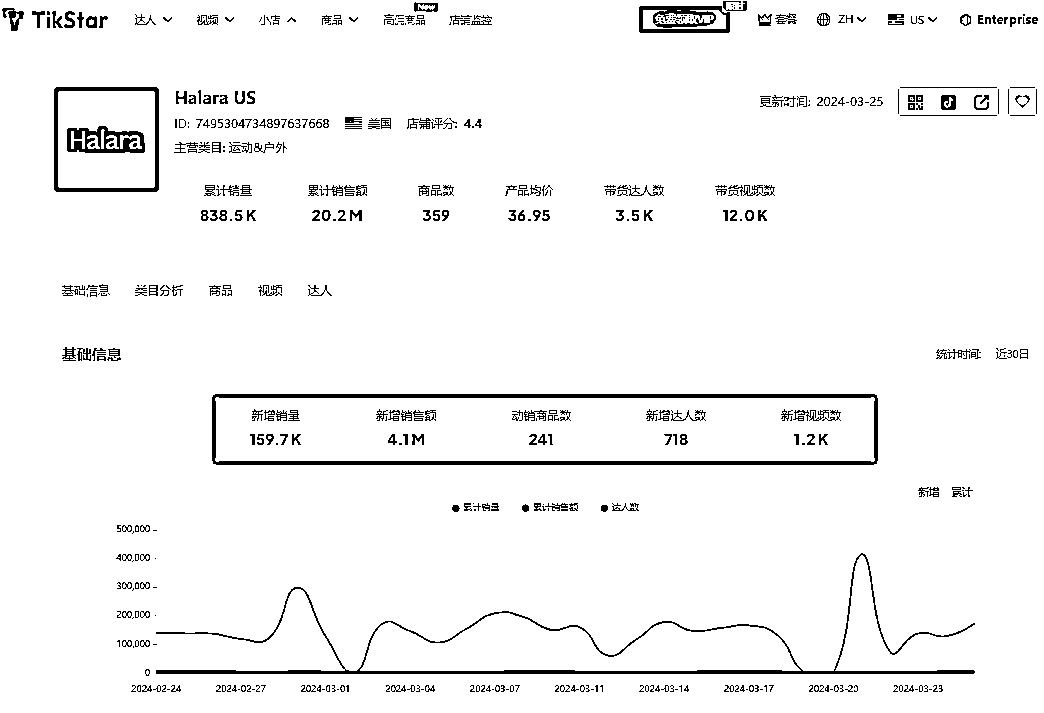 TikStar 达人 视频 小店 商品 高佣商品 New 店铺监控 套餐 ZH US Enterprise
Halara
Halara US
更新时间: 2024-03-25
ID: 7495304734897637668 美国 店铺评分: 4.4
主营类目: 运动&户外
累计销量 累计销售额 商品数 产品均价 带货达人数 带货视频数
838.5K 20.2M 359 36.95 3.5K 12.0K
基础信息 类目分析 商品 视频 达人
基础信息
统计时间: 近30日
新增销量 新增销售额 动销商品数 新增达人数 新增视频数
159.7K 4.1M 241 718 1.2K
新增 累计
累计销量 累计销售额 达人数
500,000
400,000
300,000
200,000
100,000
0
2024-02-24 2024-02-27 2024-03-01 2024-03-04 2024-03-07 2024-03-11 2024-03-14 2024-03-17 2024-03-20 2024-03-23